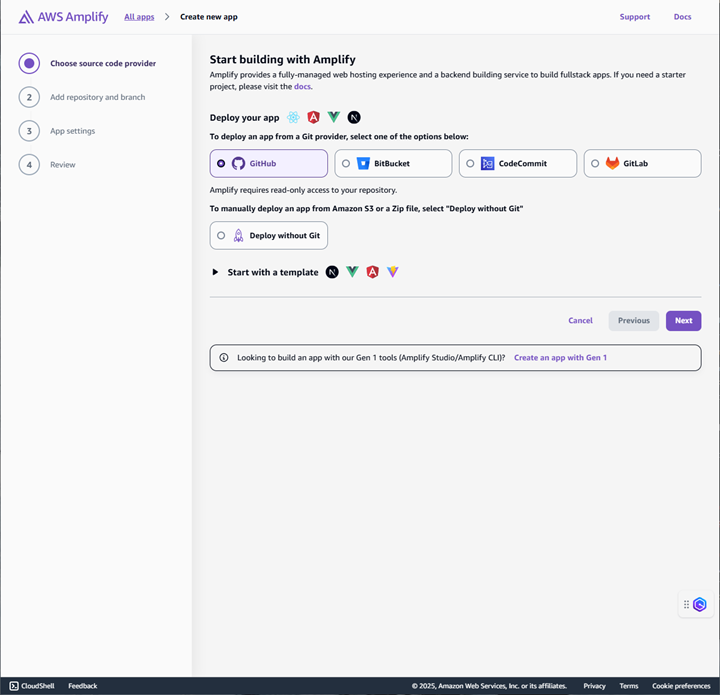 AWS Amplify All apps > Create new app Support Docs
Choose source code provider
2 Add repository and branch
3 App settings
4 Review
Start building with Amplify
Amplify provides a fully-managed web hosting experience and a backend building service to build fullstack apps. If you need a starter
project, please visit the docs.
Deploy your app
To deploy an app from a Git provider, select one of the options below:
GitHub BitBucket CodeCommit GitLab
Amplify requires read-only access to your repository.
To manually deploy an app from Amazon S3 or a Zip file, select "Deploy without Git"
Deploy without Git
Start with a template
Cancel Previous Next
Looking to build an app with our Gen 1 tools (Amplify Studio/Amplify CLI)? Create an app with Gen 1
CloudShell Feedback © 2025, Amazon Web Services, Inc. or its affiliates. Privacy Terms Cookie preferences